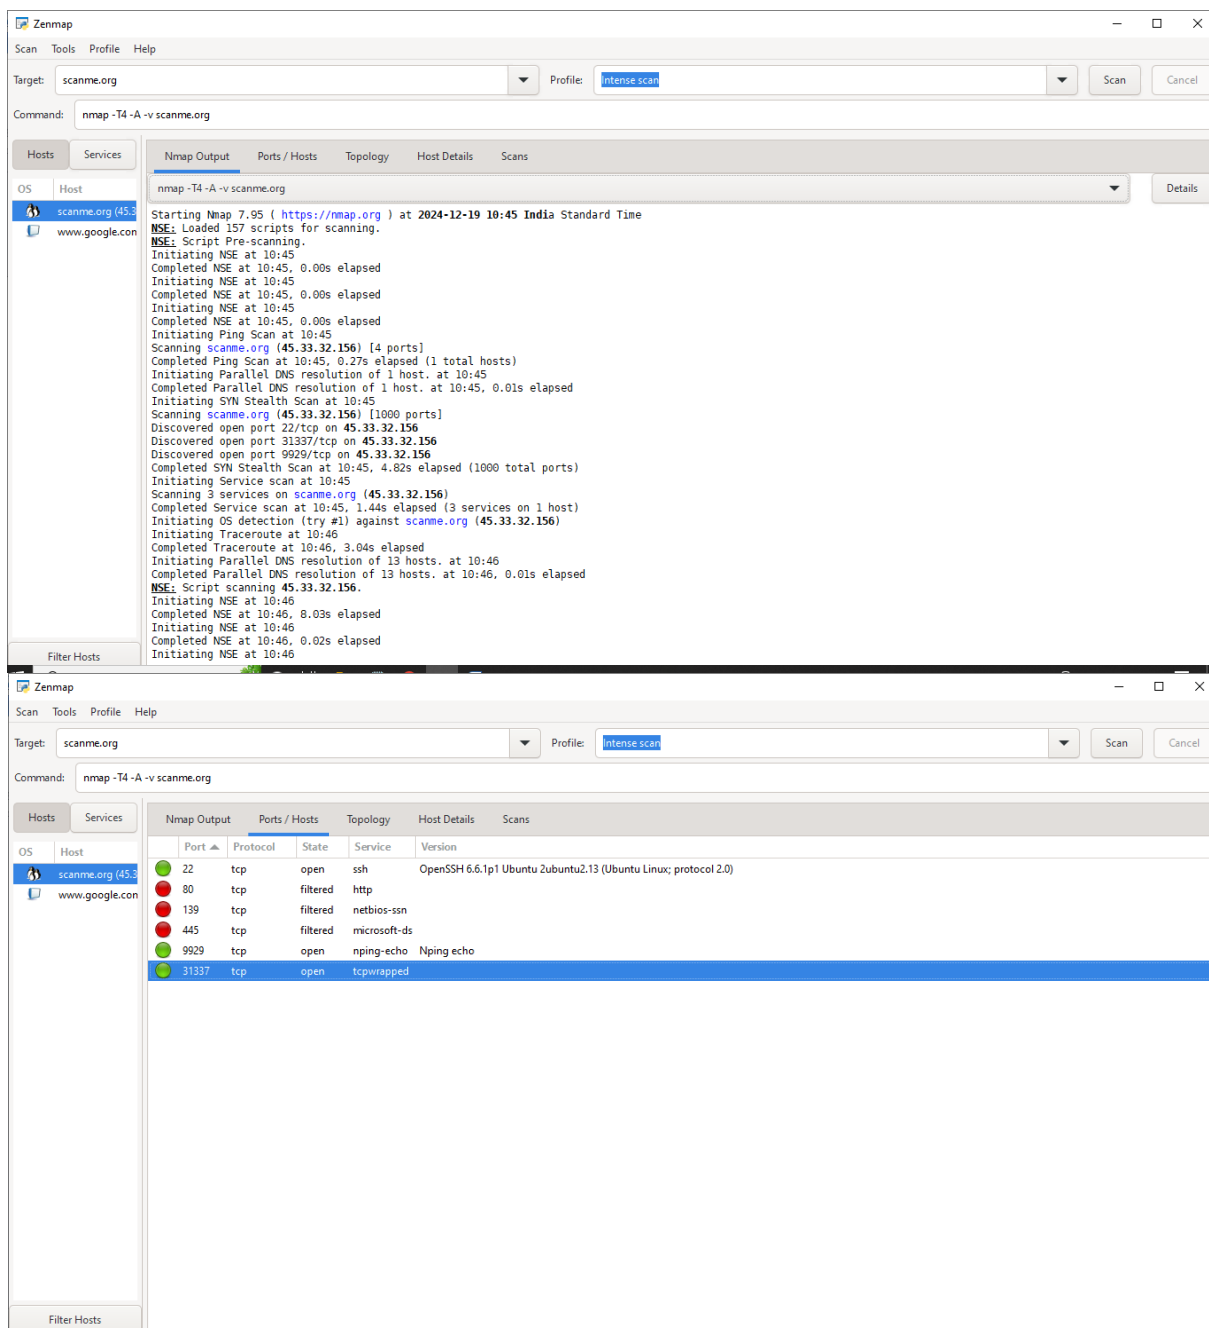 Zenmap
Scan Tools Profile Help
Target: scanme.org Profile: Intense scan Scan Cancel
Command: nmap -T4 -A -v scanme.org
Hosts Services Nmap Output Ports / Hosts Topology Host Details Scans
OS Host nmap -T4 -A -v scanme.org Details
scanme.org (45.3
www.google.con
Starting Nmap 7.95 ( https://nmap.org ) at 2024-12-19 10:45 India Standard Time
NSE: Loaded 157 scripts for scanning.
NSE: Script Pre-scanning.
Initiating NSE at 10:45
Completed NSE at 10:45, 0.00s elapsed
Initiating NSE at 10:45
Completed NSE at 10:45, 0.00s elapsed
Initiating NSE at 10:45
Completed NSE at 10:45, 0.00s elapsed
Initiating Ping Scan at 10:45
Scanning scanme.org (45.33.32.156) [4 ports]
Completed Ping Scan at 10:45, 0.27s elapsed (1 total hosts)
Initiating Parallel DNS resolution of 1 host. at 10:45
Completed Parallel DNS resolution of 1 host. at 10:45, 0.01s elapsed
Initiating SYN Stealth Scan at 10:45
Scanning scanme.org (45.33.32.156) [1000 ports]
Discovered open port 22/tcp on 45.33.32.156
Discovered open port 31337/tcp on 45.33.32.156
Discovered open port 9929/tcp on 45.33.32.156
Completed SYN Stealth Scan at 10:45, 4.82s elapsed (1000 total ports)
Initiating Service scan at 10:45
Scanning 3 services on scanme.org (45.33.32.156)
Completed Service scan at 10:45, 1.44s elapsed (3 services on 1 host)
Initiating OS detection (try #1) against scanme.org (45.33.32.156)
Initiating Traceroute at 10:46
Completed Traceroute at 10:46, 3.04s elapsed
Initiating Parallel DNS resolution of 13 hosts. at 10:46
Completed Parallel DNS resolution of 13 hosts. at 10:46, 0.01s elapsed
NSE: Script scanning 45.33.32.156.
Initiating NSE at 10:46
Completed NSE at 10:46, 8.03s elapsed
Initiating NSE at 10:46
Completed NSE at 10:46, 0.02s elapsed
Initiating NSE at 10:46
Filter Hosts
Zenmap
Scan Tools Profile Help
Target: scanme.org Profile: Intense scan Scan Cancel
Command: nmap -T4 -A -v scanme.org
Hosts Services Nmap Output Ports / Hosts Topology Host Details Scans
OS Host
scanme.org (45.3
www.google.con
Port Protocol State Service Version
22 tcp open ssh OpenSSH 6.6.1p1 Ubuntu 2ubuntu2.13 (Ubuntu Linux; protocol 2.0)
80 tcp filtered http
139 tcp filtered netbios-ssn
445 tcp filtered microsoft-ds
9929 tcp open nping-echo Nping echo
31337 tcp open tcpwrapped
Filter Hosts